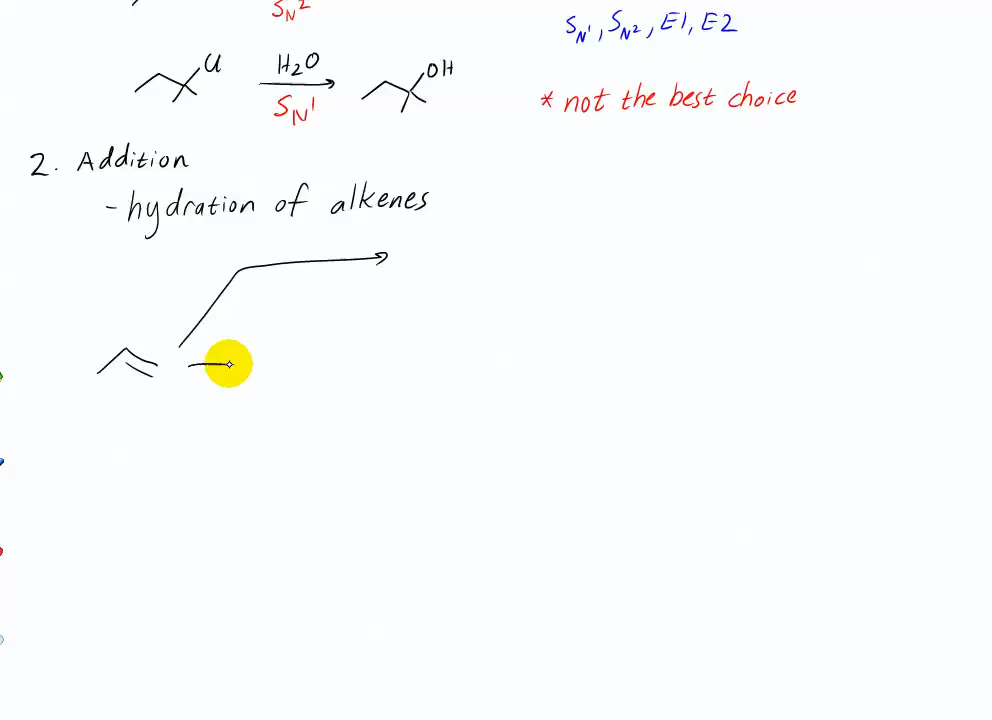 SN2
SN1, SN2, E1, E2
Cl H2O OH
SN1
* not the best choice
2. Addition
- hydration of alkenes